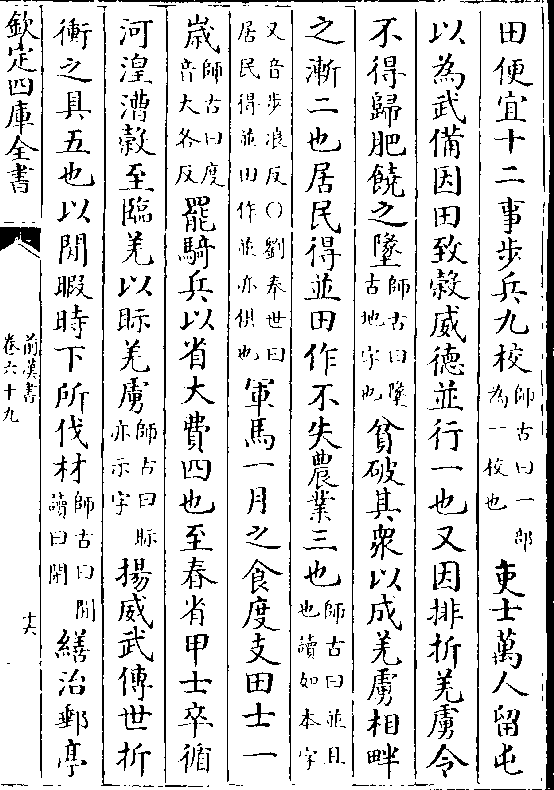 田便宜十二事步兵九校師古曰一部為一校也吏士萬人留屯
以為武備因田致穀威德並行一也又因排折羌虜令
不得歸肥饒之墬師古曰墬古地字也貧破其衆以成羌虜相畔
之漸二也居民得並田作不失農業三也師古曰並且也讀如本字
又音步浪反〇劉奉世曰居民得並田作並亦俱也軍馬一月之食度支田士一
嵗師古曰度音大各反罷騎兵以省大費四也至春省甲士卒循
河湟漕穀至臨羌以眎羌虜師古曰眎亦示字揚威武傳世折
衝之具五也以閒暇時下所伐材師古曰閒讀曰閑繕治郵亭
欽定四庫全書
前漢書
卷六十九
十六